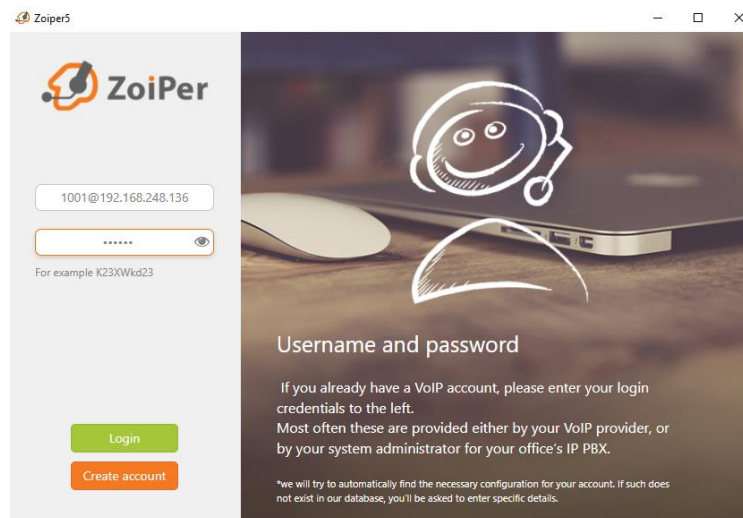 Zoiper5
ZoiPer
1001@192.168.248.136
••••••
For example K23XWkd23
Login
Create account
Username and password
If you already have a VoIP account, please enter your login
credentials to the left.
Most often these are provided either by your VoIP provider, or
by your system administrator for your office's IP PBX.
*we will try to automatically find the necessary configuration for your account. If such does
not exist in our database, you'll be asked to enter specific details.